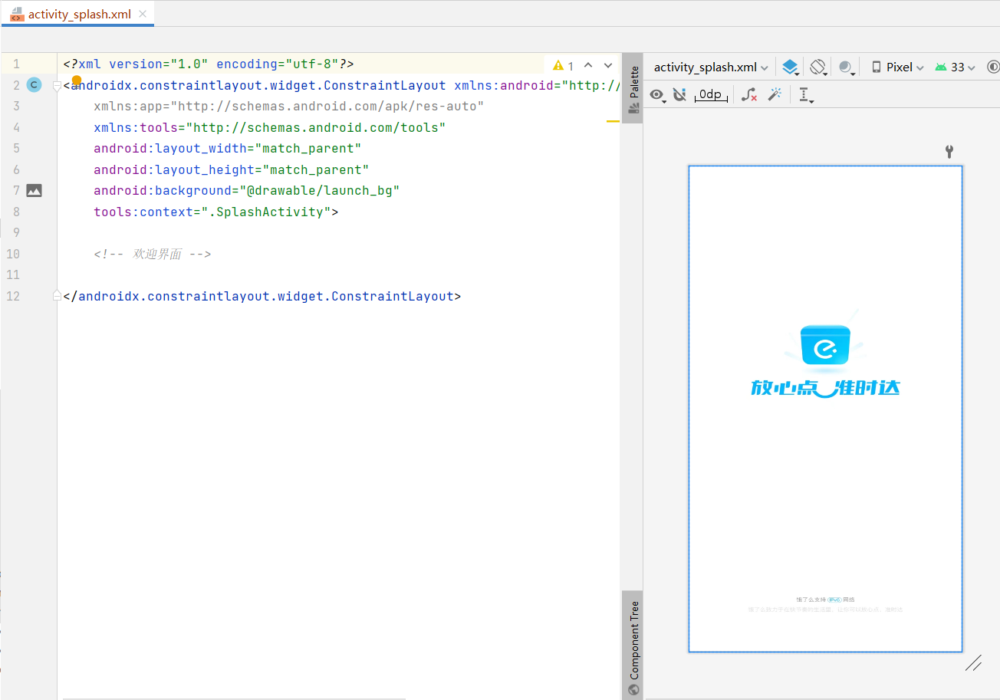 activity_splash.xml
1 <?xml version="1.0" encoding="utf-8"?>
1
2 <androidx.constraintlayout.widget.ConstraintLayout xmlns:android="http://
3 xmlns:app="http://schemas.android.com/apk/res-auto"
4 xmlns:tools="http://schemas.android.com/tools"
5 android:layout_width="match_parent"
6 android:layout_height="match_parent"
7 android:background="@drawable/launch_bg"
8 tools:context=".SplashActivity">
9
10 <!-- 欢迎界面 -->
11
12 </androidx.constraintlayout.widget.ConstraintLayout>
C
Palette
Component Tree
activity_splash.xml Pixel 33
0dp
e
放心点 准时达
饿了么支持 IPv6 网络